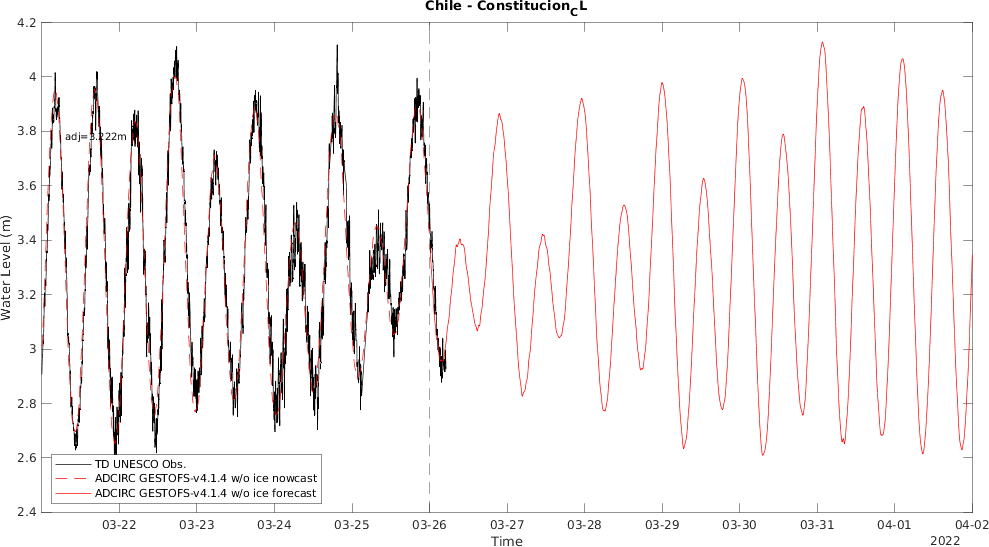 Chile - Constitucion_CL
4.2
4
3.8
3.6
3.4
3.2
3
2.8
2.6
2.4
Water Level (m)
adj=3.222m
TD UNESCO Obs.
ADCIRC GESTOFS-v4.1.4 w/o ice nowcast
ADCIRC GESTOFS-v4.1.4 w/o ice forecast
03-22 03-23 03-24 03-25 03-26 03-27 03-28 03-29 03-30 03-31 04-01 04-02
Time
2022